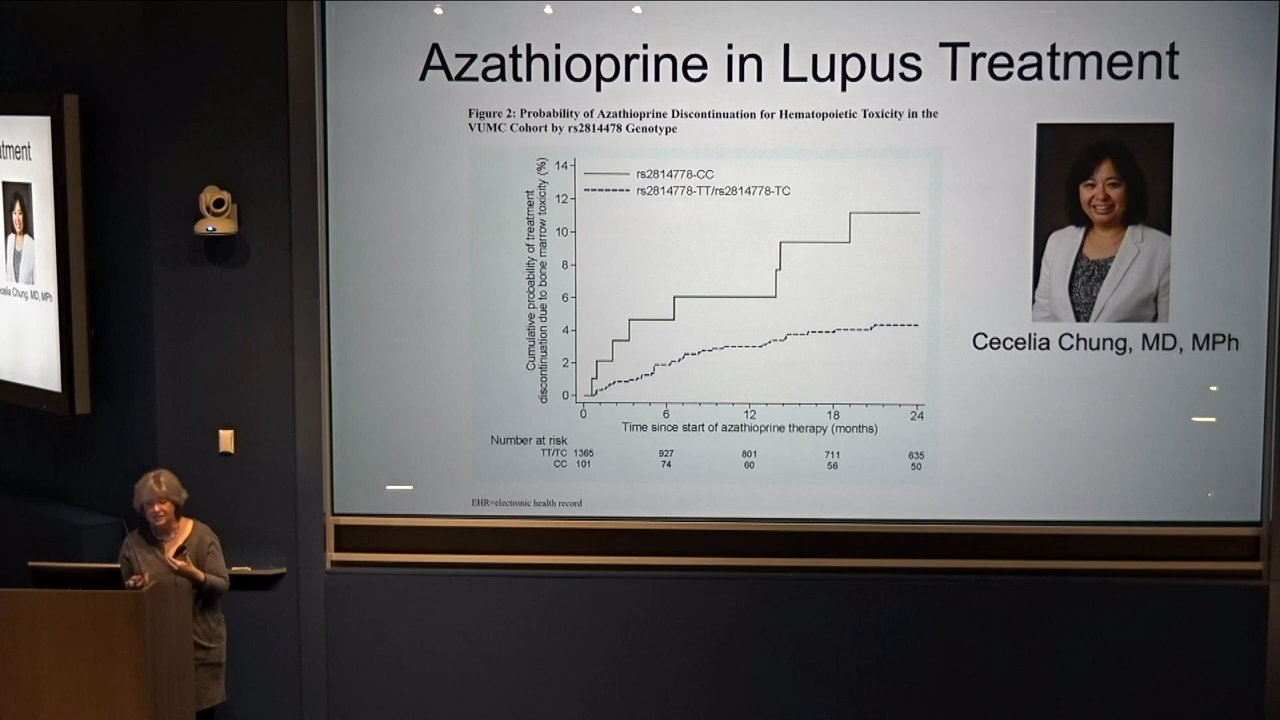 Azathioprine in Lupus Treatment
Figure 2: Probability of Azathioprine Discontinuation for Hematopoietic Toxicity in the
VUMC Cohort by rs2814478 Genotype
Cumulative probability of treatment
discontinuation due to bone marrow toxicity (%)
14
12
10
8
6
4
2
0
rs2814778-CC
rs2814778-TT/rs2814778-TC
0 6 12 18 24
Time since start of azathioprine therapy (months)
Number at risk
TT/TC 1365 927 801 711 635
CC 101 74 60 56 50
EHR=electronic health record
Cecelia Chung, MD, MPh
tment
celia Chung, MD, MPh